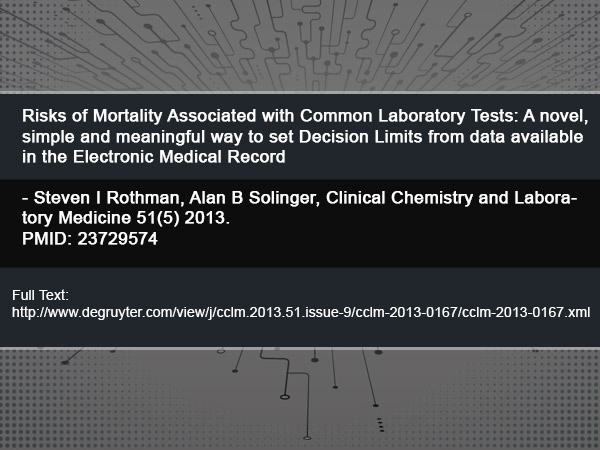 Risks of Mortality Associated with Common Laboratory Tests: A novel,
simple and meaningful way to set Decision Limits from data available
in the Electronic Medical Record
- Steven I Rothman, Alan B Solinger, Clinical Chemistry and Labora-
tory Medicine 51(5) 2013.
PMID: 23729574
Full Text:
http://www.degruyter.com/view/j/cclm.2013.51.issue-9/cclm-2013-0167/cclm-2013-0167.xml